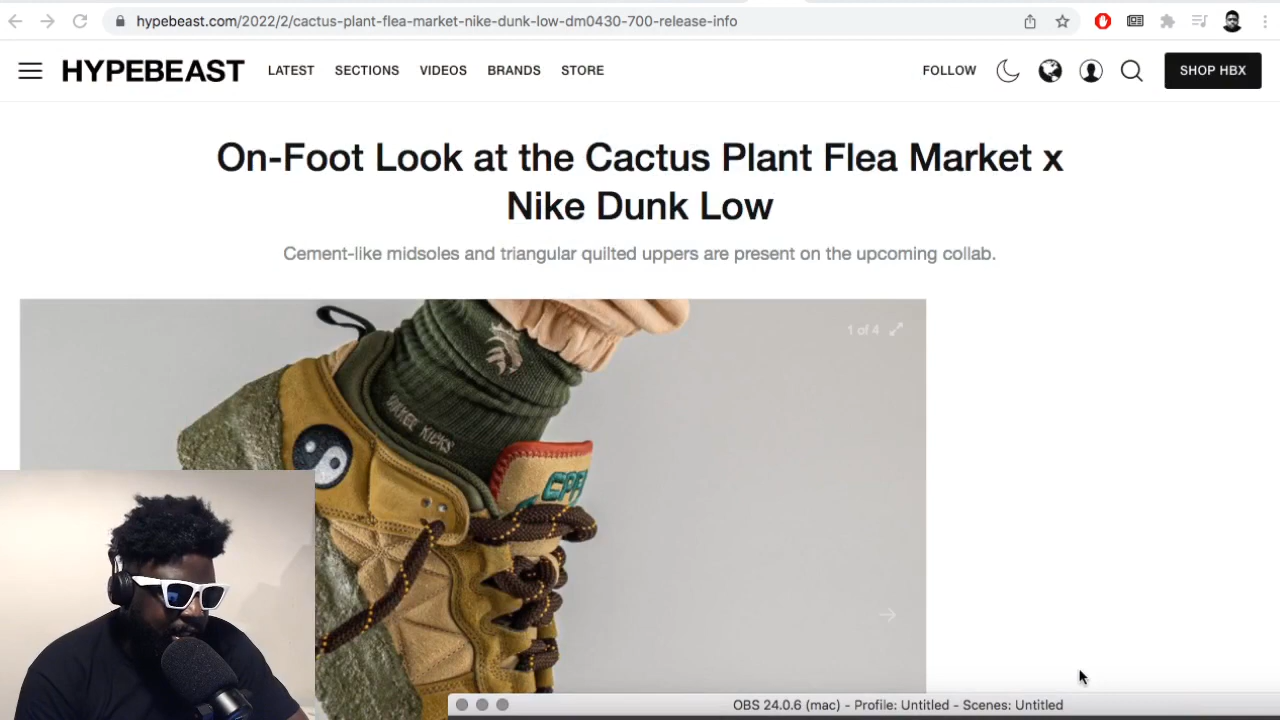 hypebeast.com/2022/2/cactus-plant-flea-market-nike-dunk-low-dm0430-700-release-info
HYPEBEAST LATEST SECTIONS VIDEOS BRANDS STORE FOLLOW SHOP HBX
On-Foot Look at the Cactus Plant Flea Market x
Nike Dunk Low
Cement-like midsoles and triangular quilted uppers are present on the upcoming collab.
1 of 4
YANKEE KICKS
CPF
OBS 24.0.6 (mac) - Profile: Untitled - Scenes: Untitled